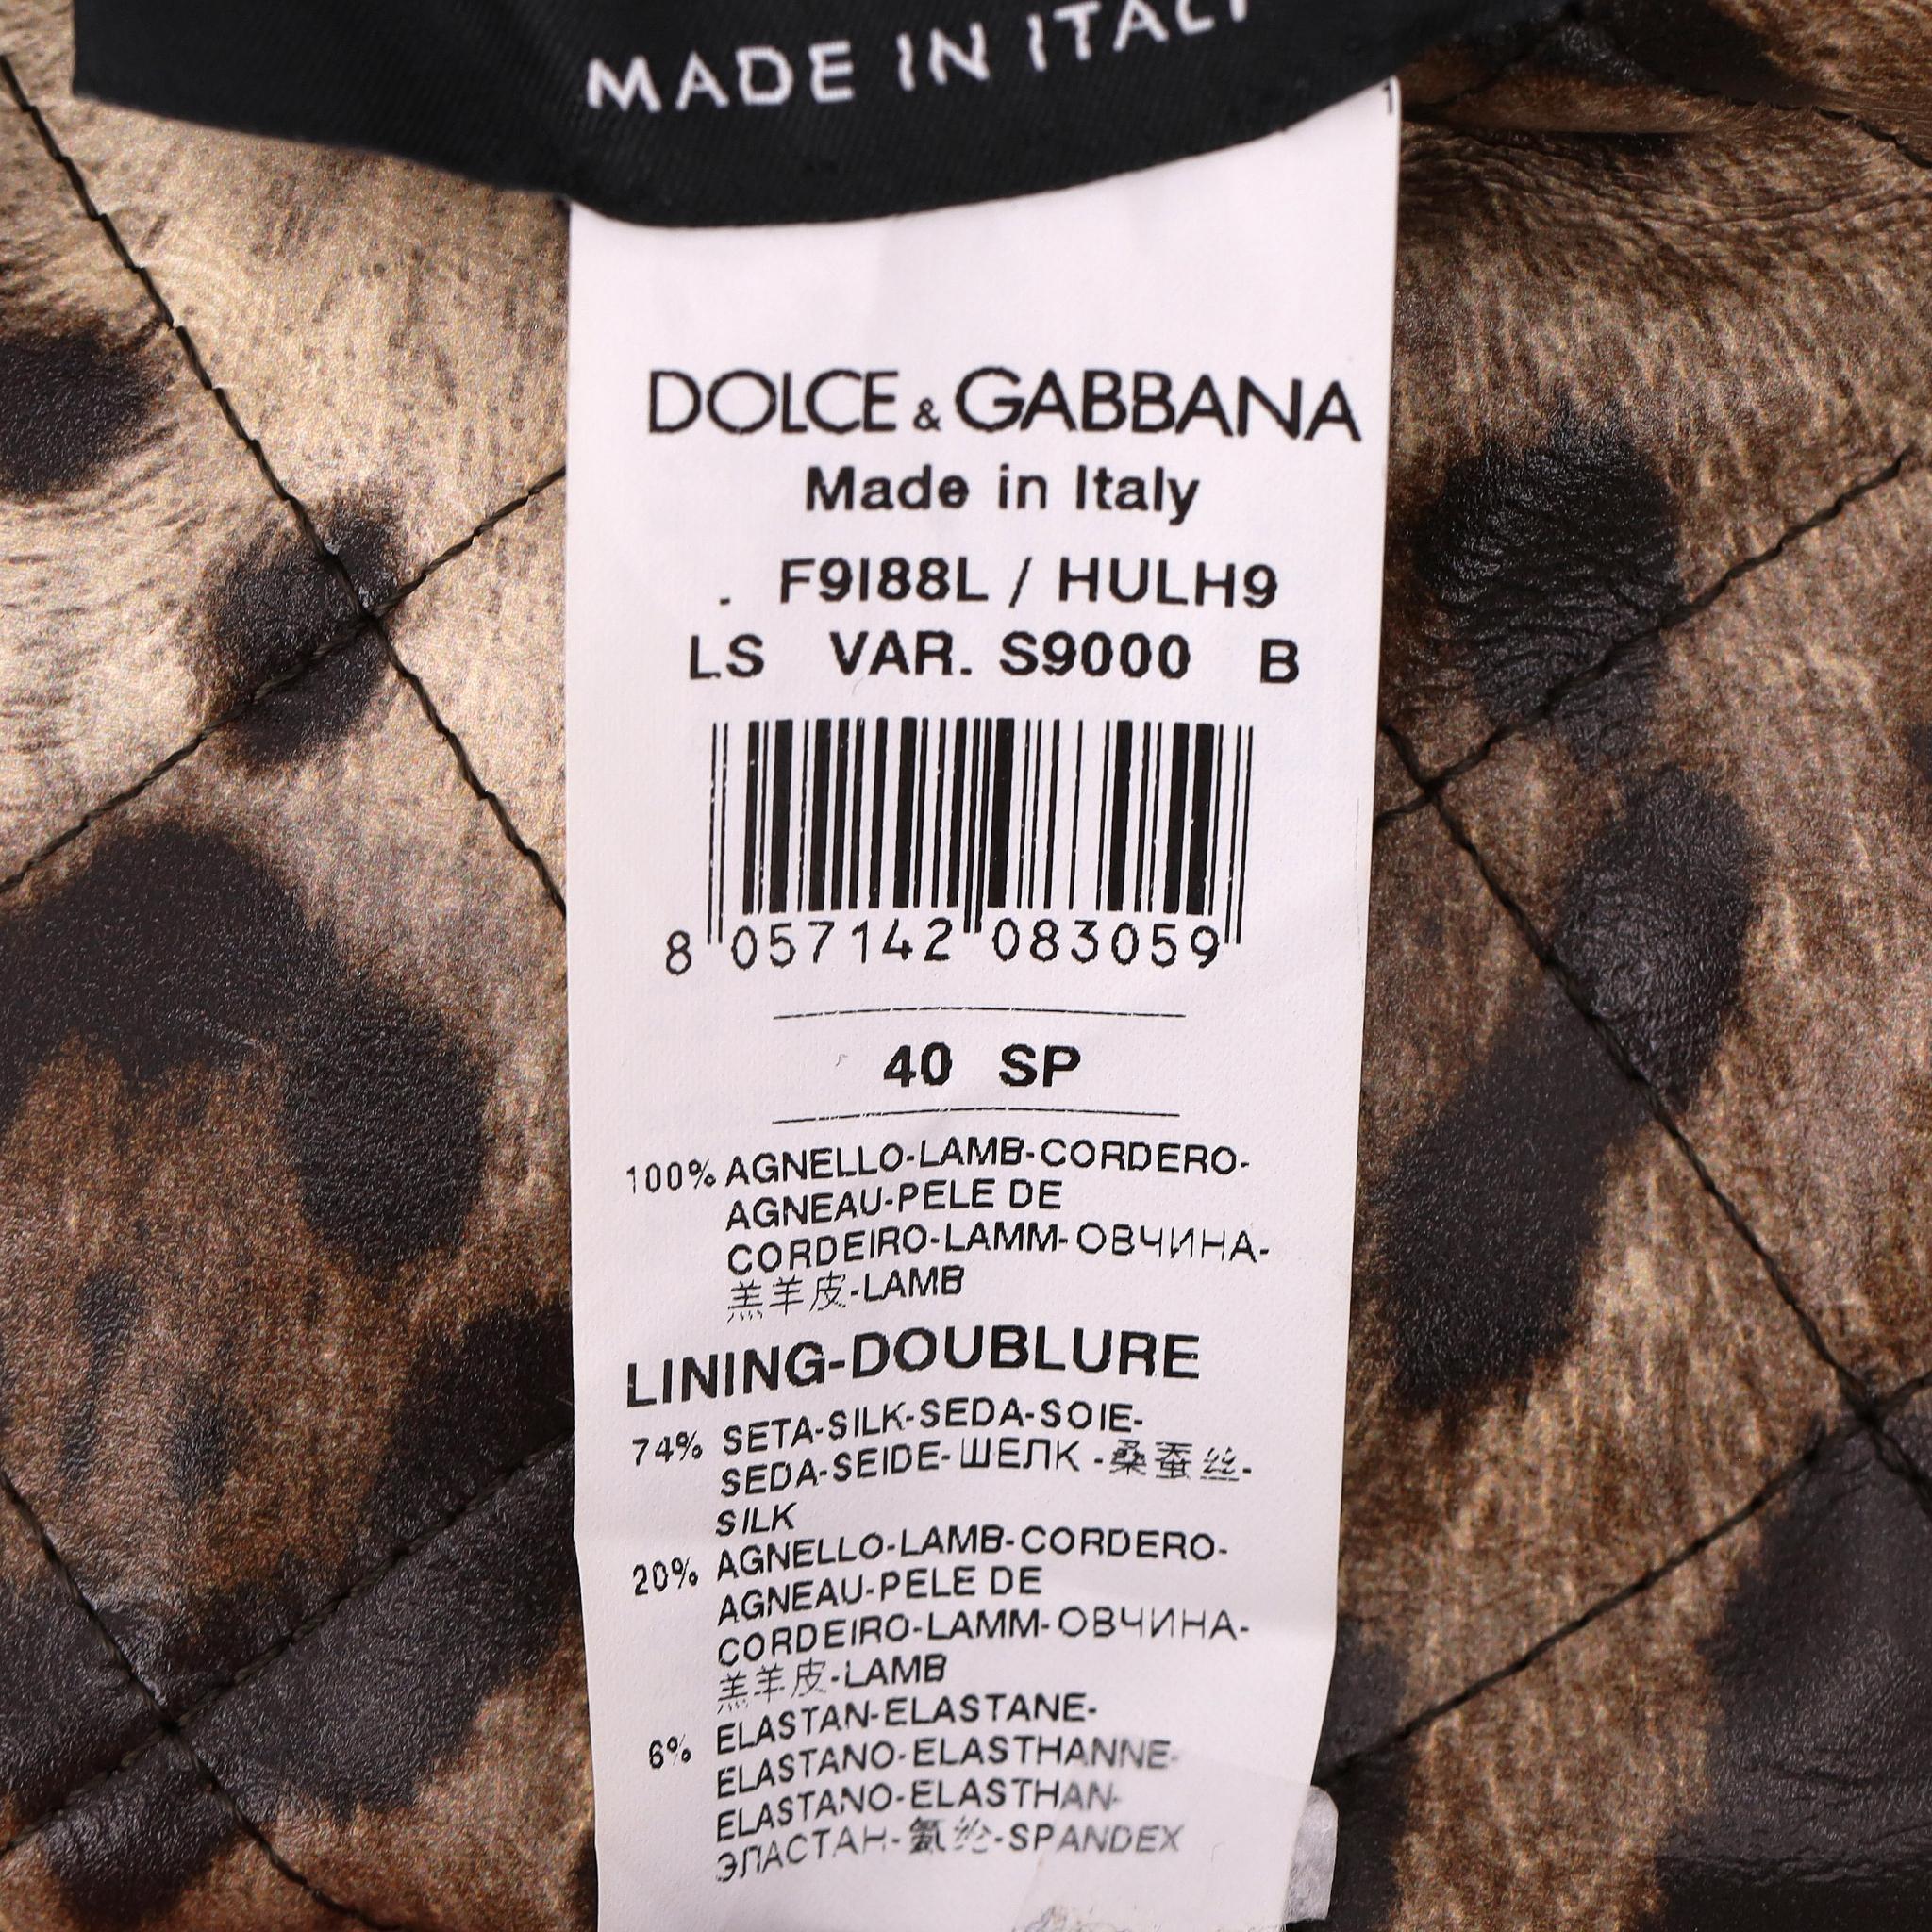 MADE IN ITALY
1
DOLCE & GABBANA
Made in Italy
. F9I88L / HULH9
LS VAR. S9000 B
8 057142 083059
40 SP
100% AGNELLO-LAMB-CORDERO-
AGNEAU-PELE DE
CORDEIRO-LAMM-ОВЧИНА-
羔羊皮-LAMB
LINING-DOUBLURE
74% SETA-SILK-SEDA-SOIE-
SEDA-SEIDE-ШЕЛК -桑蚕丝-
SILK
20% AGNELLO-LAMB-CORDERO-
AGNEAU-PELE DE
CORDEIRO-LAMM-ОВЧИНА-
羔羊皮-LAMB
6% ELASTAN-ELASTANE-
ELASTANO-ELASTHANNE-
ELASTANO-ELASTHAN-
ЭЛАСТАН-氨纶-SPANDEX